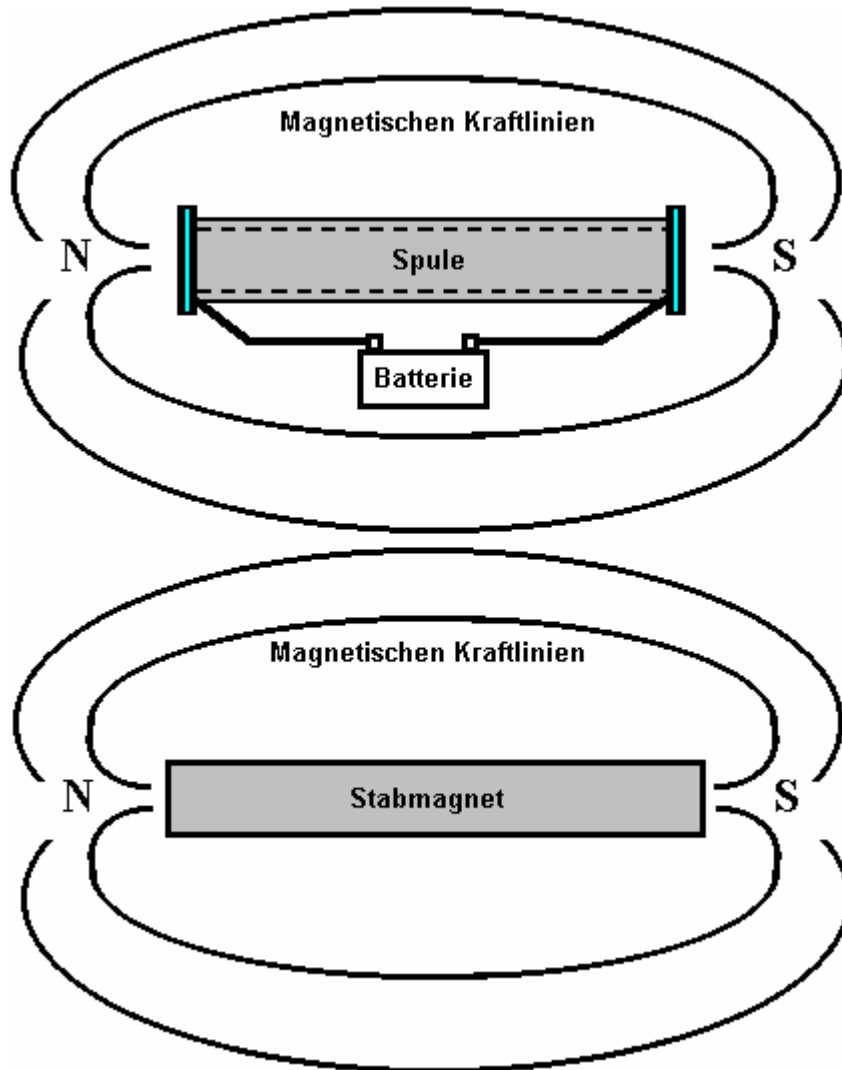 Magnetischen Kraftlinien
N Spule S
Batterie
Magnetischen Kraftlinien
N Stabmagnet S